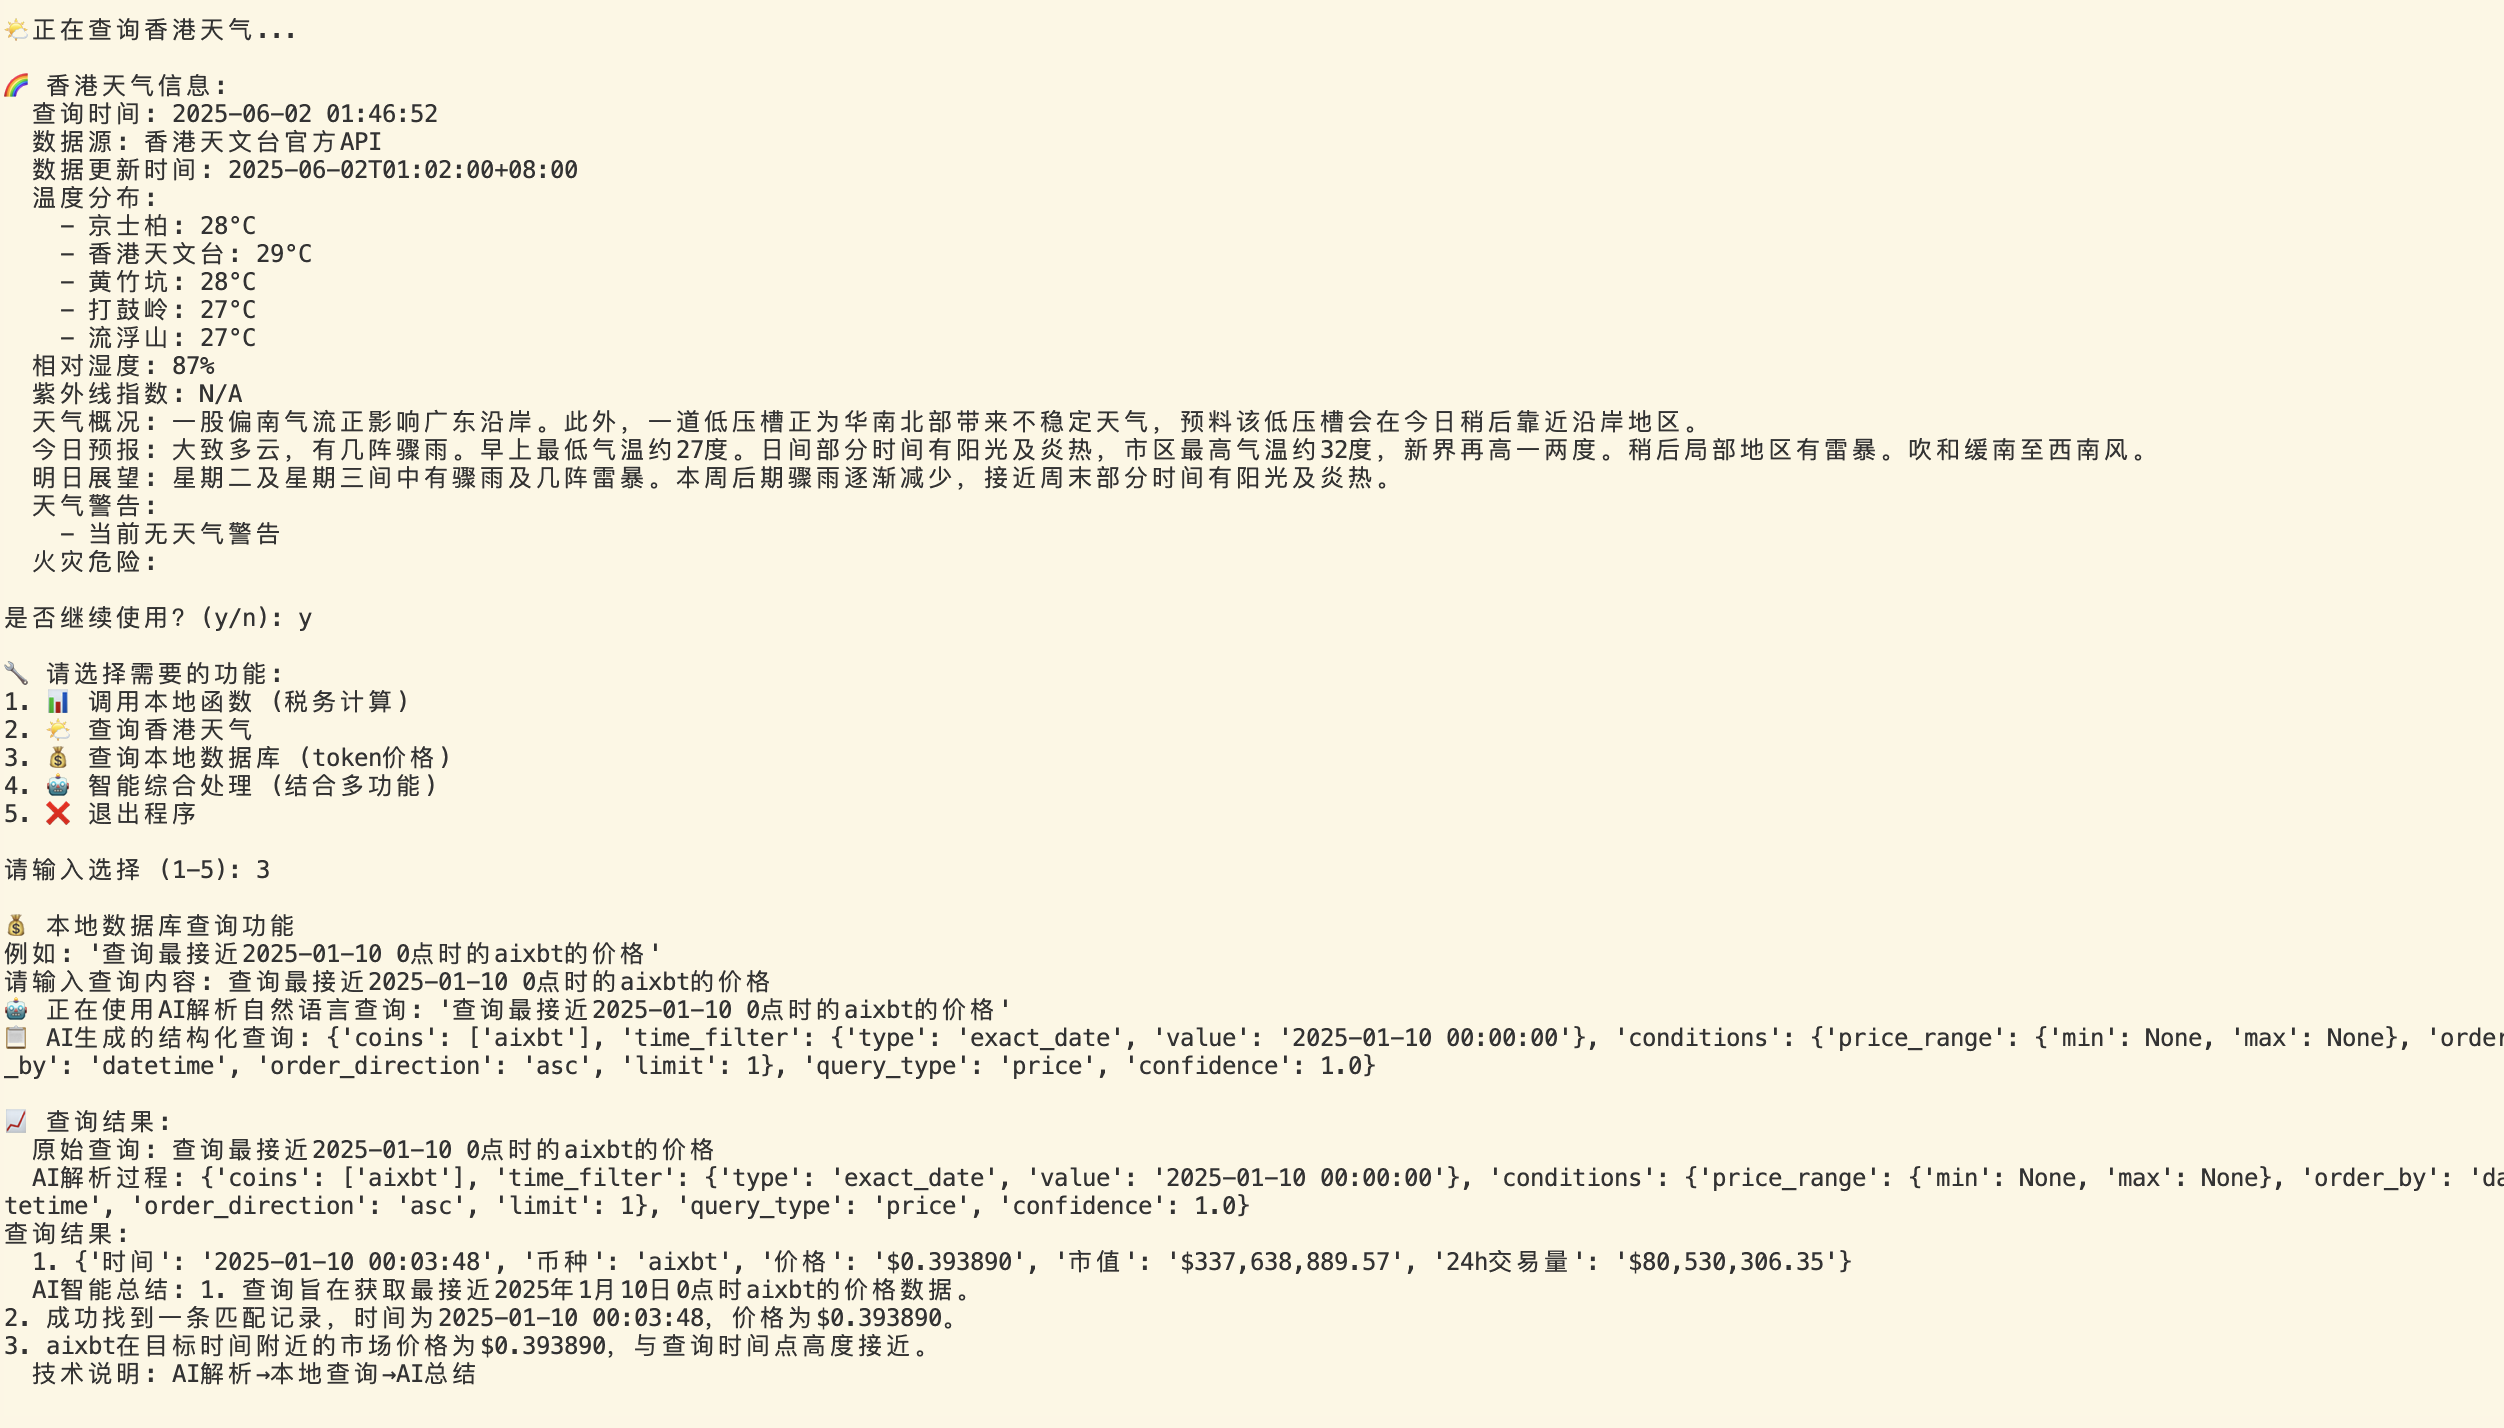 🌤️正在查询香港天气...
🌈 香港天气信息:
查询时间: 2025-06-02 01:46:52
数据源: 香港天文台官方API
数据更新时间: 2025-06-02T01:02:00+08:00
温度分布:
- 京士柏: 28°C
- 香港天文台: 29°C
- 黄竹坑: 28°C
- 打鼓岭: 27°C
- 流浮山: 27°C
相对湿度: 87%
紫外线指数: N/A
天气概况: 一股偏南气流正影响广东沿岸。此外，一道低压槽正为华南北部带来不稳定天气，预料该低压槽会在今日稍后靠近沿岸地区。
今日预报: 大致多云，有几阵骤雨。早上最低气温约27度。日间部分时间有阳光及炎热，市区最高气温约32度，新界再高一两度。稍后局部地区有雷暴。吹和缓南至西南风。
明日展望: 星期二及星期三间中有骤雨及几阵雷暴。本周后期骤雨逐渐减少，接近周末部分时间有阳光及炎热。
天气警告:
- 当前无天气警告
火灾危险:
是否继续使用? (y/n): y
🔧 请选择需要的功能:
1. 📊 调用本地函数 (税务计算)
2. 🌤️ 查询香港天气
3. 💰 查询本地数据库 (token价格)
4. 🤖 智能综合处理 (结合多功能)
5. ❌ 退出程序
请输入选择 (1-5): 3
💰 本地数据库查询功能
例如: '查询最接近2025-01-10 0点时的aixbt的价格'
请输入查询内容: 查询最接近2025-01-10 0点时的aixbt的价格
🤖 正在使用AI解析自然语言查询: '查询最接近2025-01-10 0点时的aixbt的价格'
📋 AI生成的结构化查询: {'coins': ['aixbt'], 'time_filter': {'type': 'exact_date', 'value': '2025-01-10 00:00:00'}, 'conditions': {'price_range': {'min': None, 'max': None}, 'order
_by': 'datetime', 'order_direction': 'asc', 'limit': 1}, 'query_type': 'price', 'confidence': 1.0}
📈 查询结果:
原始查询: 查询最接近2025-01-10 0点时的aixbt的价格
AI解析过程: {'coins': ['aixbt'], 'time_filter': {'type': 'exact_date', 'value': '2025-01-10 00:00:00'}, 'conditions': {'price_range': {'min': None, 'max': None}, 'order_by': 'da
tetime', 'order_direction': 'asc', 'limit': 1}, 'query_type': 'price', 'confidence': 1.0}
查询结果:
1. {'时间': '2025-01-10 00:03:48', '币种': 'aixbt', '价格': '$0.393890', '市值': '$337,638,889.57', '24h交易量': '$80,530,306.35'}
AI智能总结: 1. 查询旨在获取最接近2025年1月10日0点时aixbt的价格数据。
2. 成功找到一条匹配记录，时间为2025-01-10 00:03:48，价格为$0.393890。
3. aixbt在目标时间附近的市场价格为$0.393890，与查询时间点高度接近。
技术说明: AI解析→本地查询→AI总结